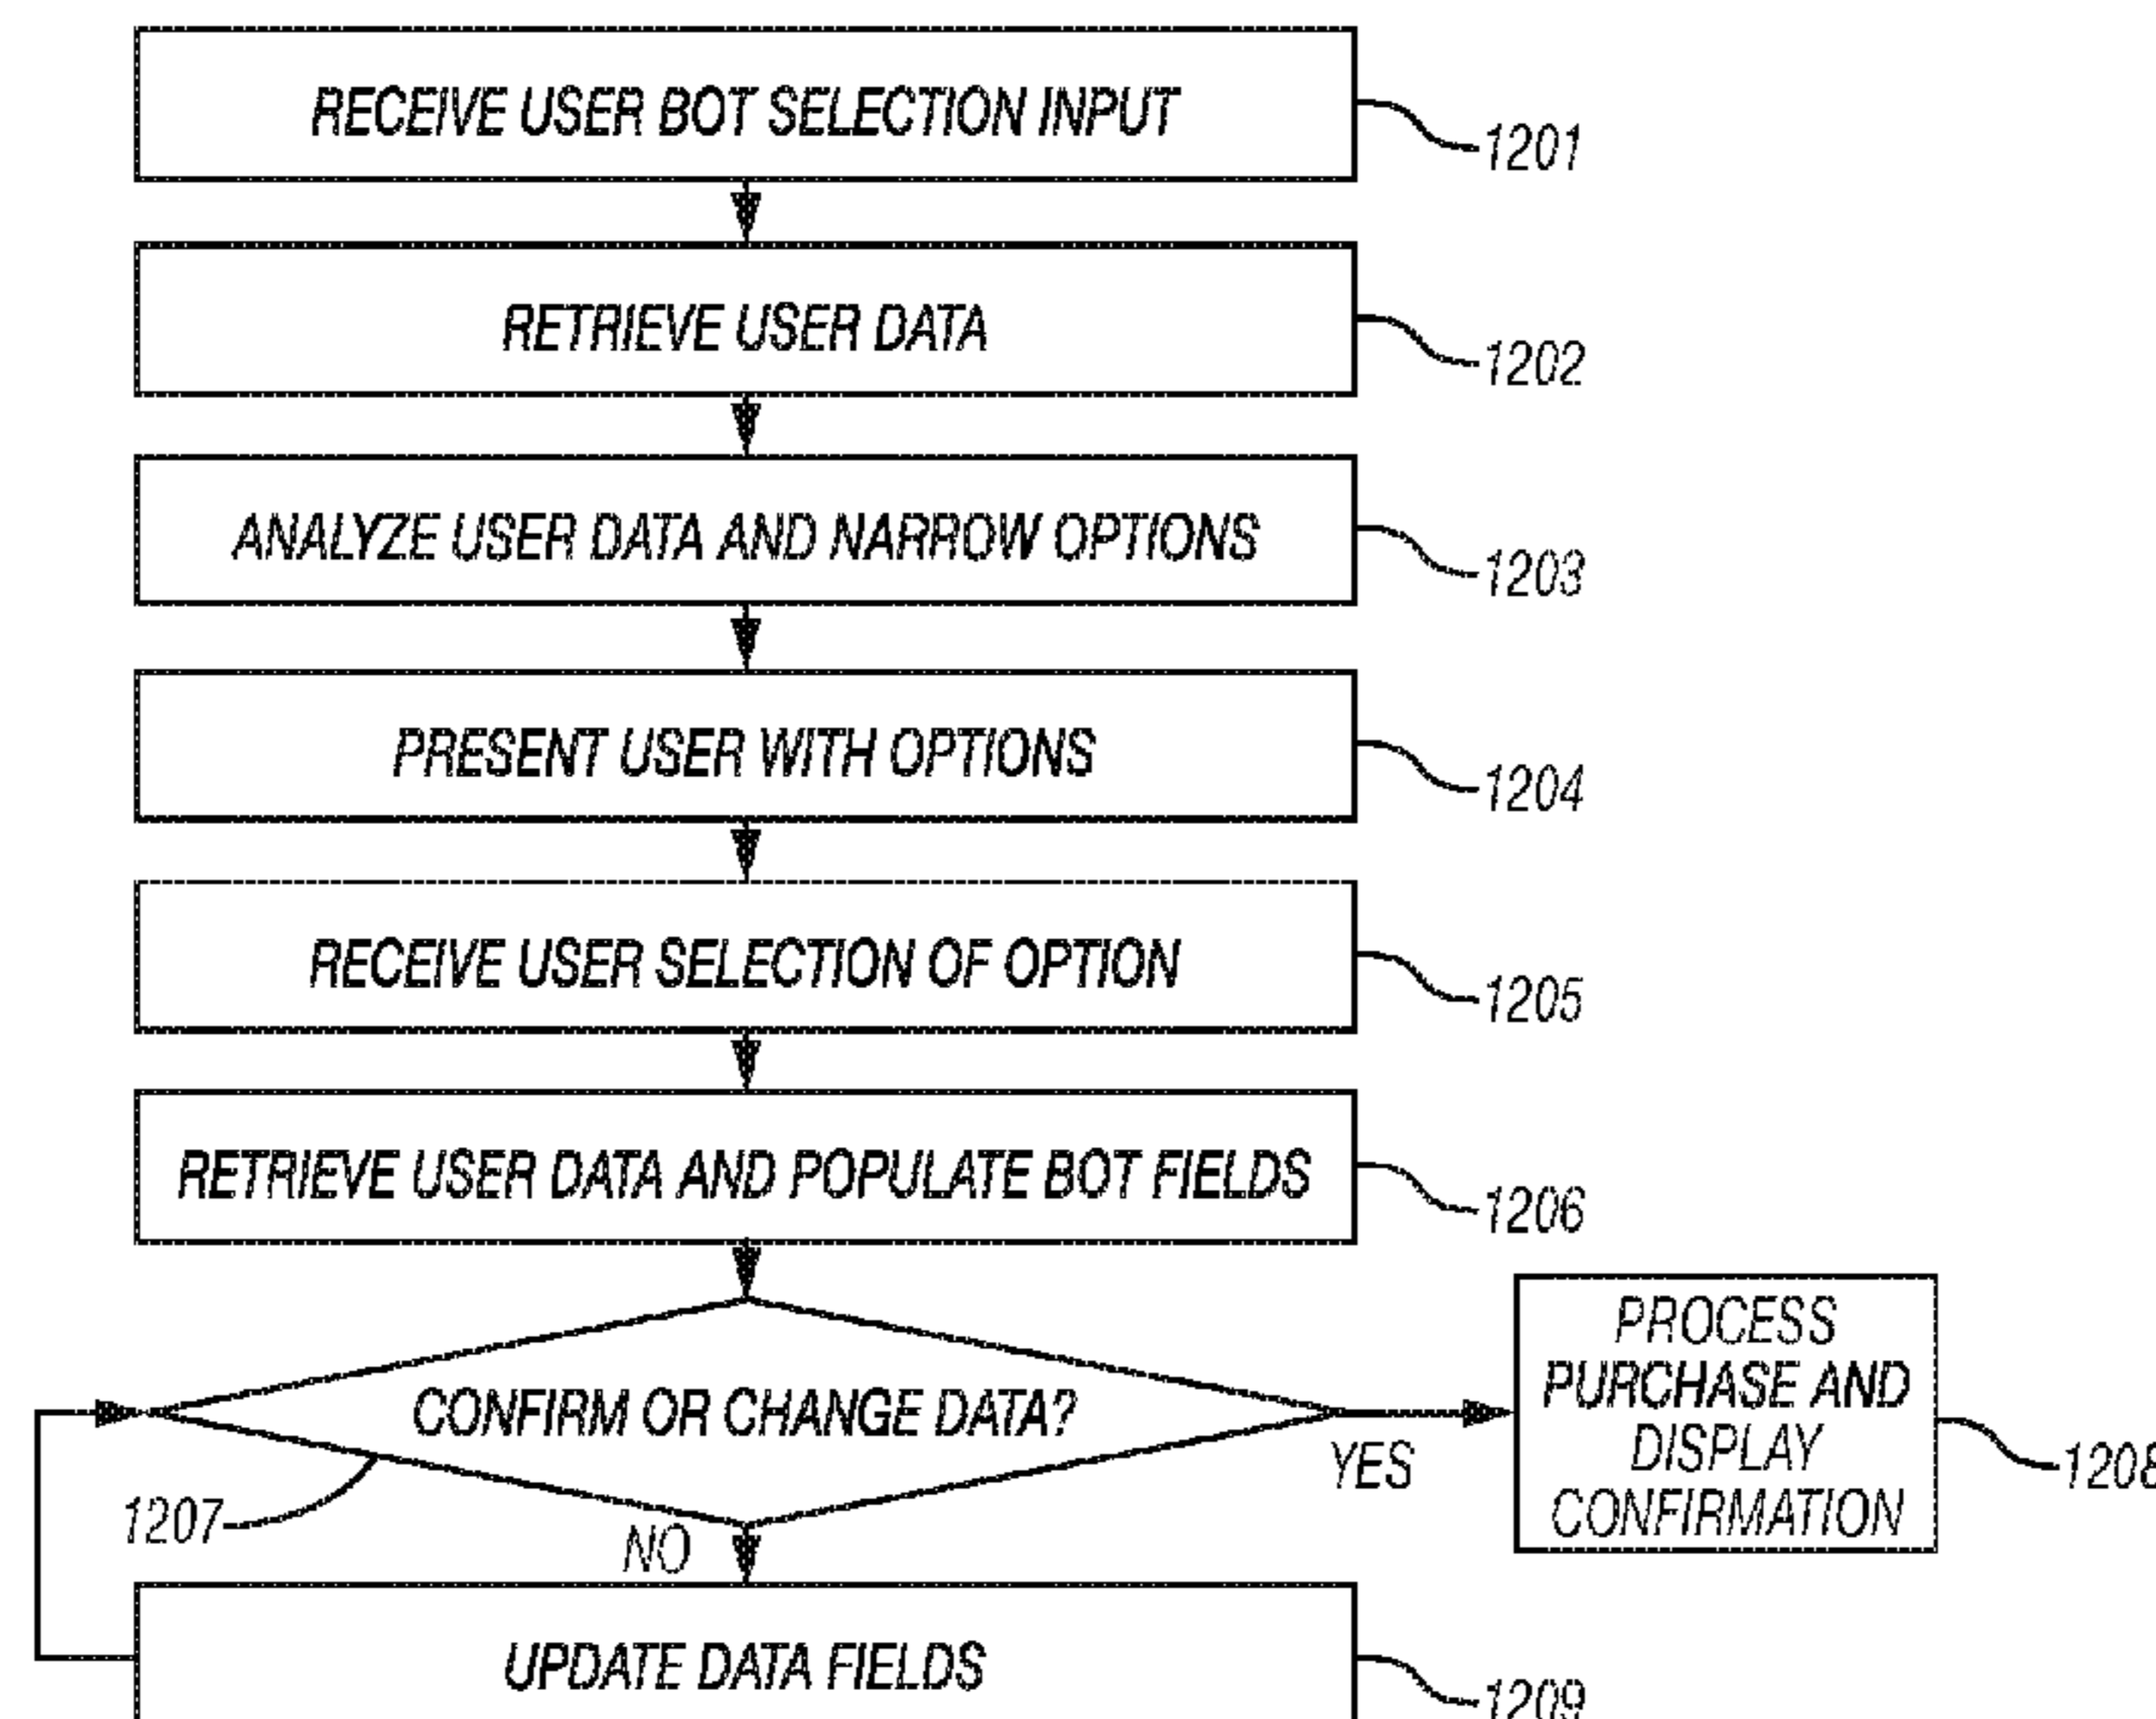 RECEIVE USER BOT SELECTION INPUT
1201
RETRIEVE USER DATA
1202
ANALYZE USER DATA AND NARROW OPTIONS
1203
PRESENT USER WITH OPTIONS
1204
RECEIVE USER SELECTION OF OPTION
1205
RETRIEVE USER DATA AND POPULATE BOT FIELDS
1206
CONFIRM OR CHANGE DATA?
1207
YES
PROCESS
PURCHASE AND
DISPLAY
CONFIRMATION
1208
NO
UPDATE DATA FIELDS
1209